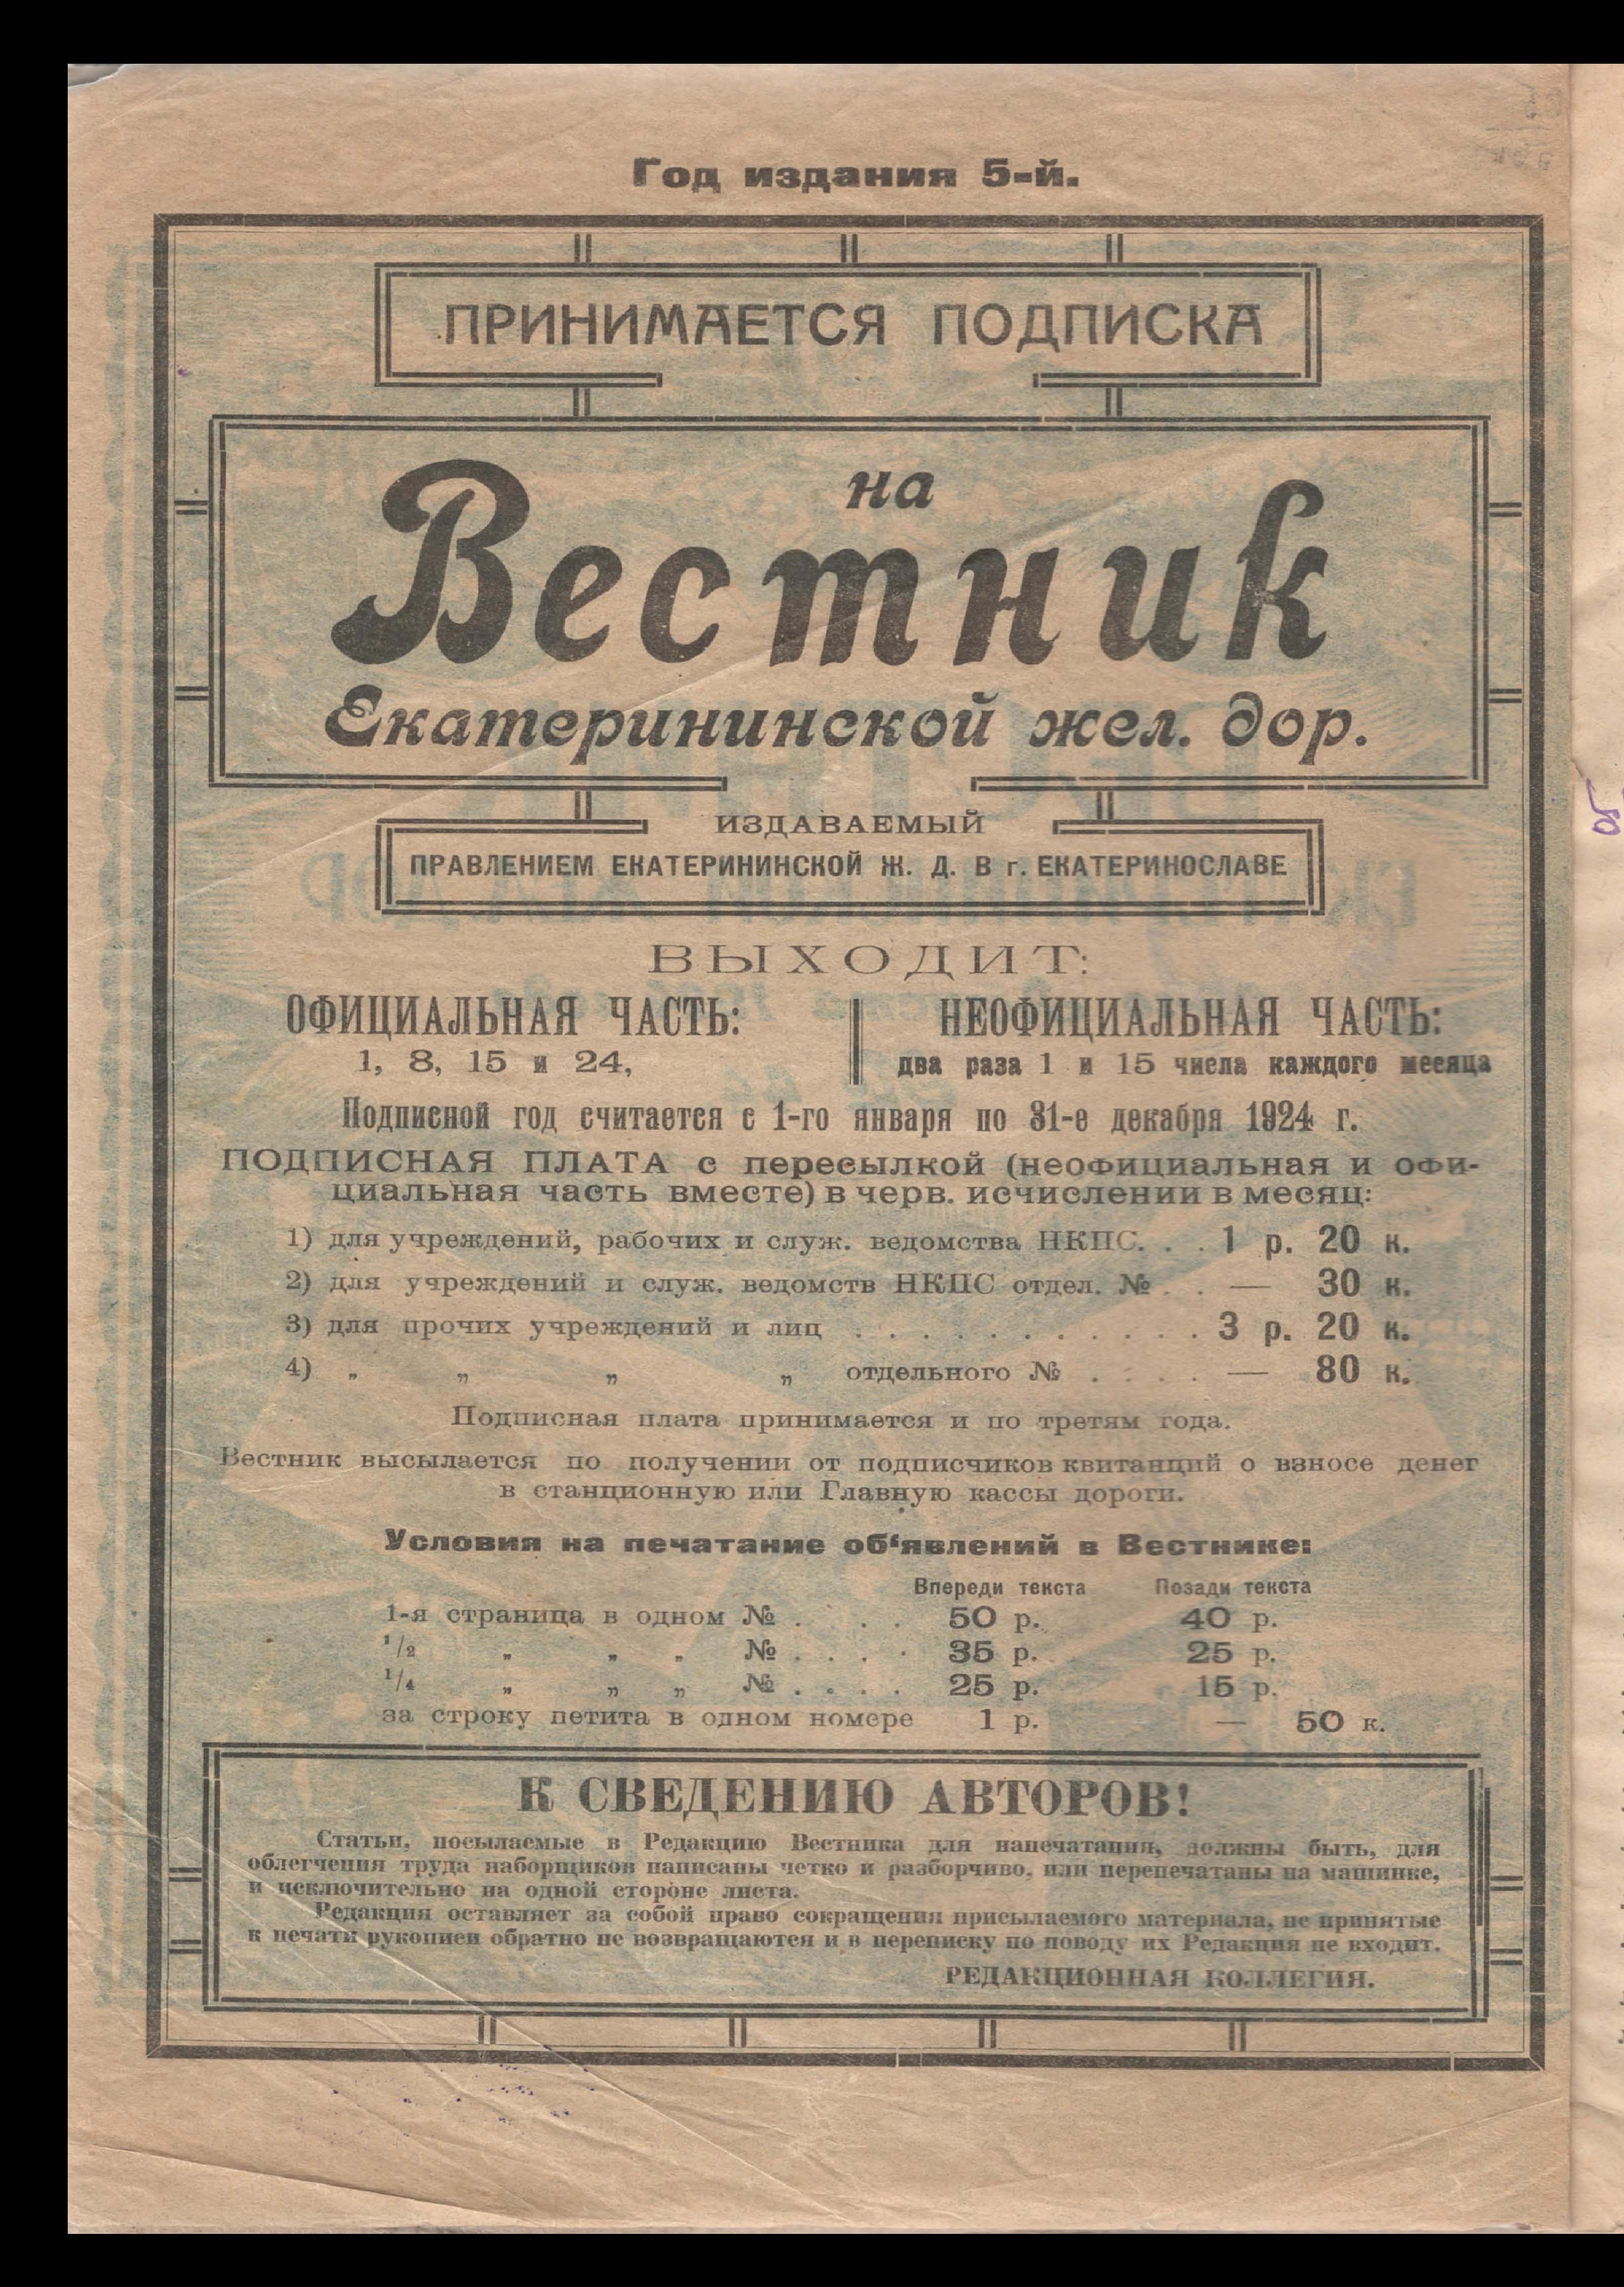 Год издания 5-й.
ПРИНИМАЕТСЯ ПОДПИСКА
на
Вестник
Екатерининской жел. дор.
ИЗДАВАЕМЫЙ
ПРАВЛЕНИЕМ ЕКАТЕРИНИНСКОЙ Ж. Д. В г. ЕКАТЕРИНОСЛАВЕ
ВЫХОДИТ:
ОФИЦИАЛЬНАЯ ЧАСТЬ:
1, 8, 15 и 24,
НЕОФИЦИАЛЬНАЯ ЧАСТЬ:
два раза 1 и 15 числа каждого месяца
Подписной год считается с 1-го января по 31-е декабря 1924 г.
ПОДПИСНАЯ ПЛАТА с пересылкой (неофициальная и офи-
циальная часть вместе) в черв. исчислении в месяц:
1) для учреждений, рабочих и служ. ведомства НКПС. . . 1 р. 20 к.
2) для учреждений и служ. ведомств НКПС отдел. № . . — 30 к.
3) для прочих учреждений и лиц . . . . . . . . . . . . 3 р. 20 к.
4) „ „ „ „ отдельного № . . . . — 80 к.
Подписная плата принимается и по третям года.
Вестник высылается по получении от подписчиков квитанций о взносе денег
в станционную или Главную кассы дороги.
Условия на печатание об‘явлений в Вестнике:
Впереди текста Позади текста
1-я страница в одном № . . . . 50 р. 40 р.
1/2 „ „ „ № . . . . 35 р. 25 р.
1/4 „ „ „ № . . . . 25 р. 15 р.
за строку петита в одном номере 1 р. — 50 к.
К СВЕДЕНИЮ АВТОРОВ!
Статьи, посылаемые в Редакцию Вестника для напечатания, должны быть, для
облегчения труда наборщиков написаны четко и разборчиво, или перепечатаны на машинке,
и исключительно на одной стороне листа.
Редакция оставляет за собой право сокращения присылаемого материала, не принятые
к печати рукописи обратно не возвращаются и в переписку по поводу их Редакция не входит.
РЕДАКЦИОННАЯ КОЛЛЕГИЯ.